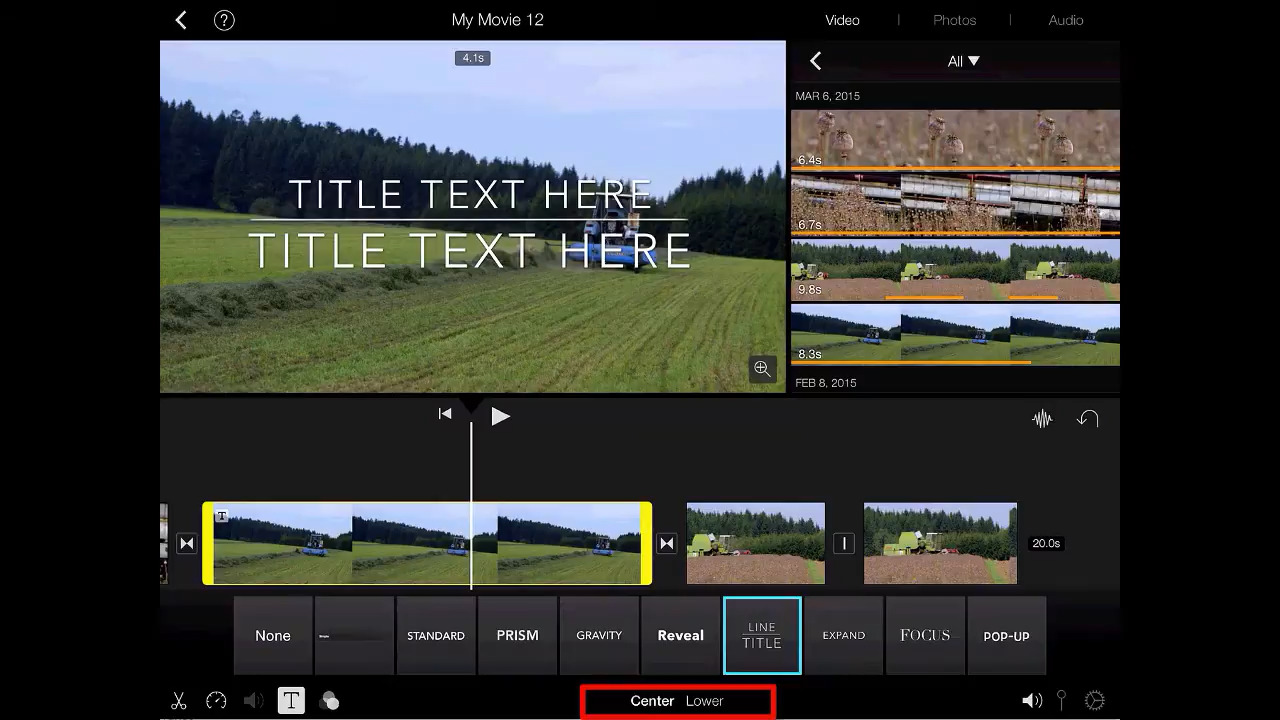 ?
My Movie 12
Video
Photos
Audio
4.1s
All
MAR 6, 2015
6.4s
6.7s
9.8s
8.3s
FEB 8, 2015
TITLE TEXT HERE
TITLE TEXT HERE
T
20.0s
None
STANDARD
PRISM
GRAVITY
Reveal
LINE
TITLE
EXPAND
FOCUS
POP-UP
T
Center Lower